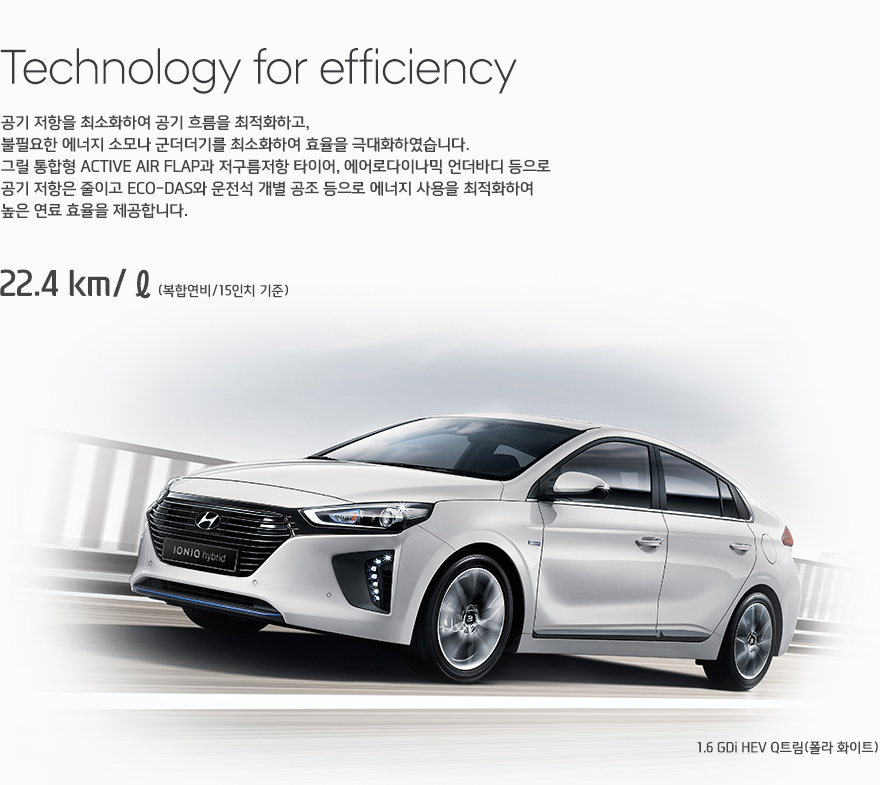 Technology for efficiency
공기 저항을 최소화하여 공기 흐름을 최적화하고,
불필요한 에너지 소모나 군더더기를 최소화하여 효율을 극대화하였습니다.
그릴 통합형 ACTIVE AIR FLAP과 저구름저항 타이어, 에어로다이나믹 언더바디 등으로
공기 저항은 줄이고 ECO-DAS와 운전석 개별 공조 등으로 에너지 사용을 최적화하여
높은 연료 효율을 제공합니다.
22.4 km/ ℓ (복합연비/15인치 기준)
IONIQ hybrid
1.6 GDi HEV Q트림(폴라 화이트)